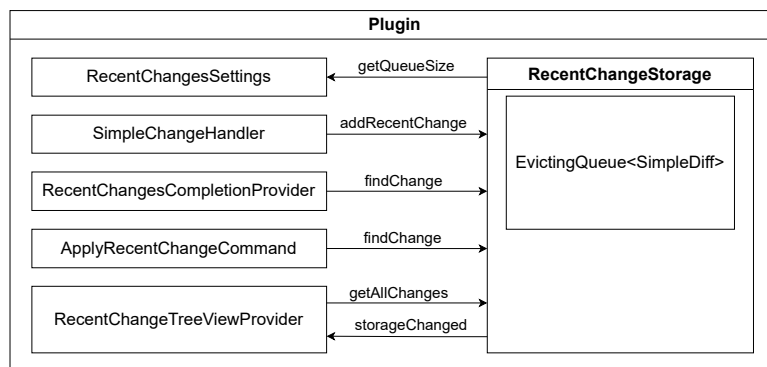 Plugin
RecentChangesSettings
getQueueSize
RecentChangeStorage
SimpleChangeHandler
addRecentChange
EvictingQueue<SimpleDiff>
RecentChangesCompletionProvider
findChange
ApplyRecentChangeCommand
findChange
RecentChangeTreeViewProvider
getAllChanges
storageChanged